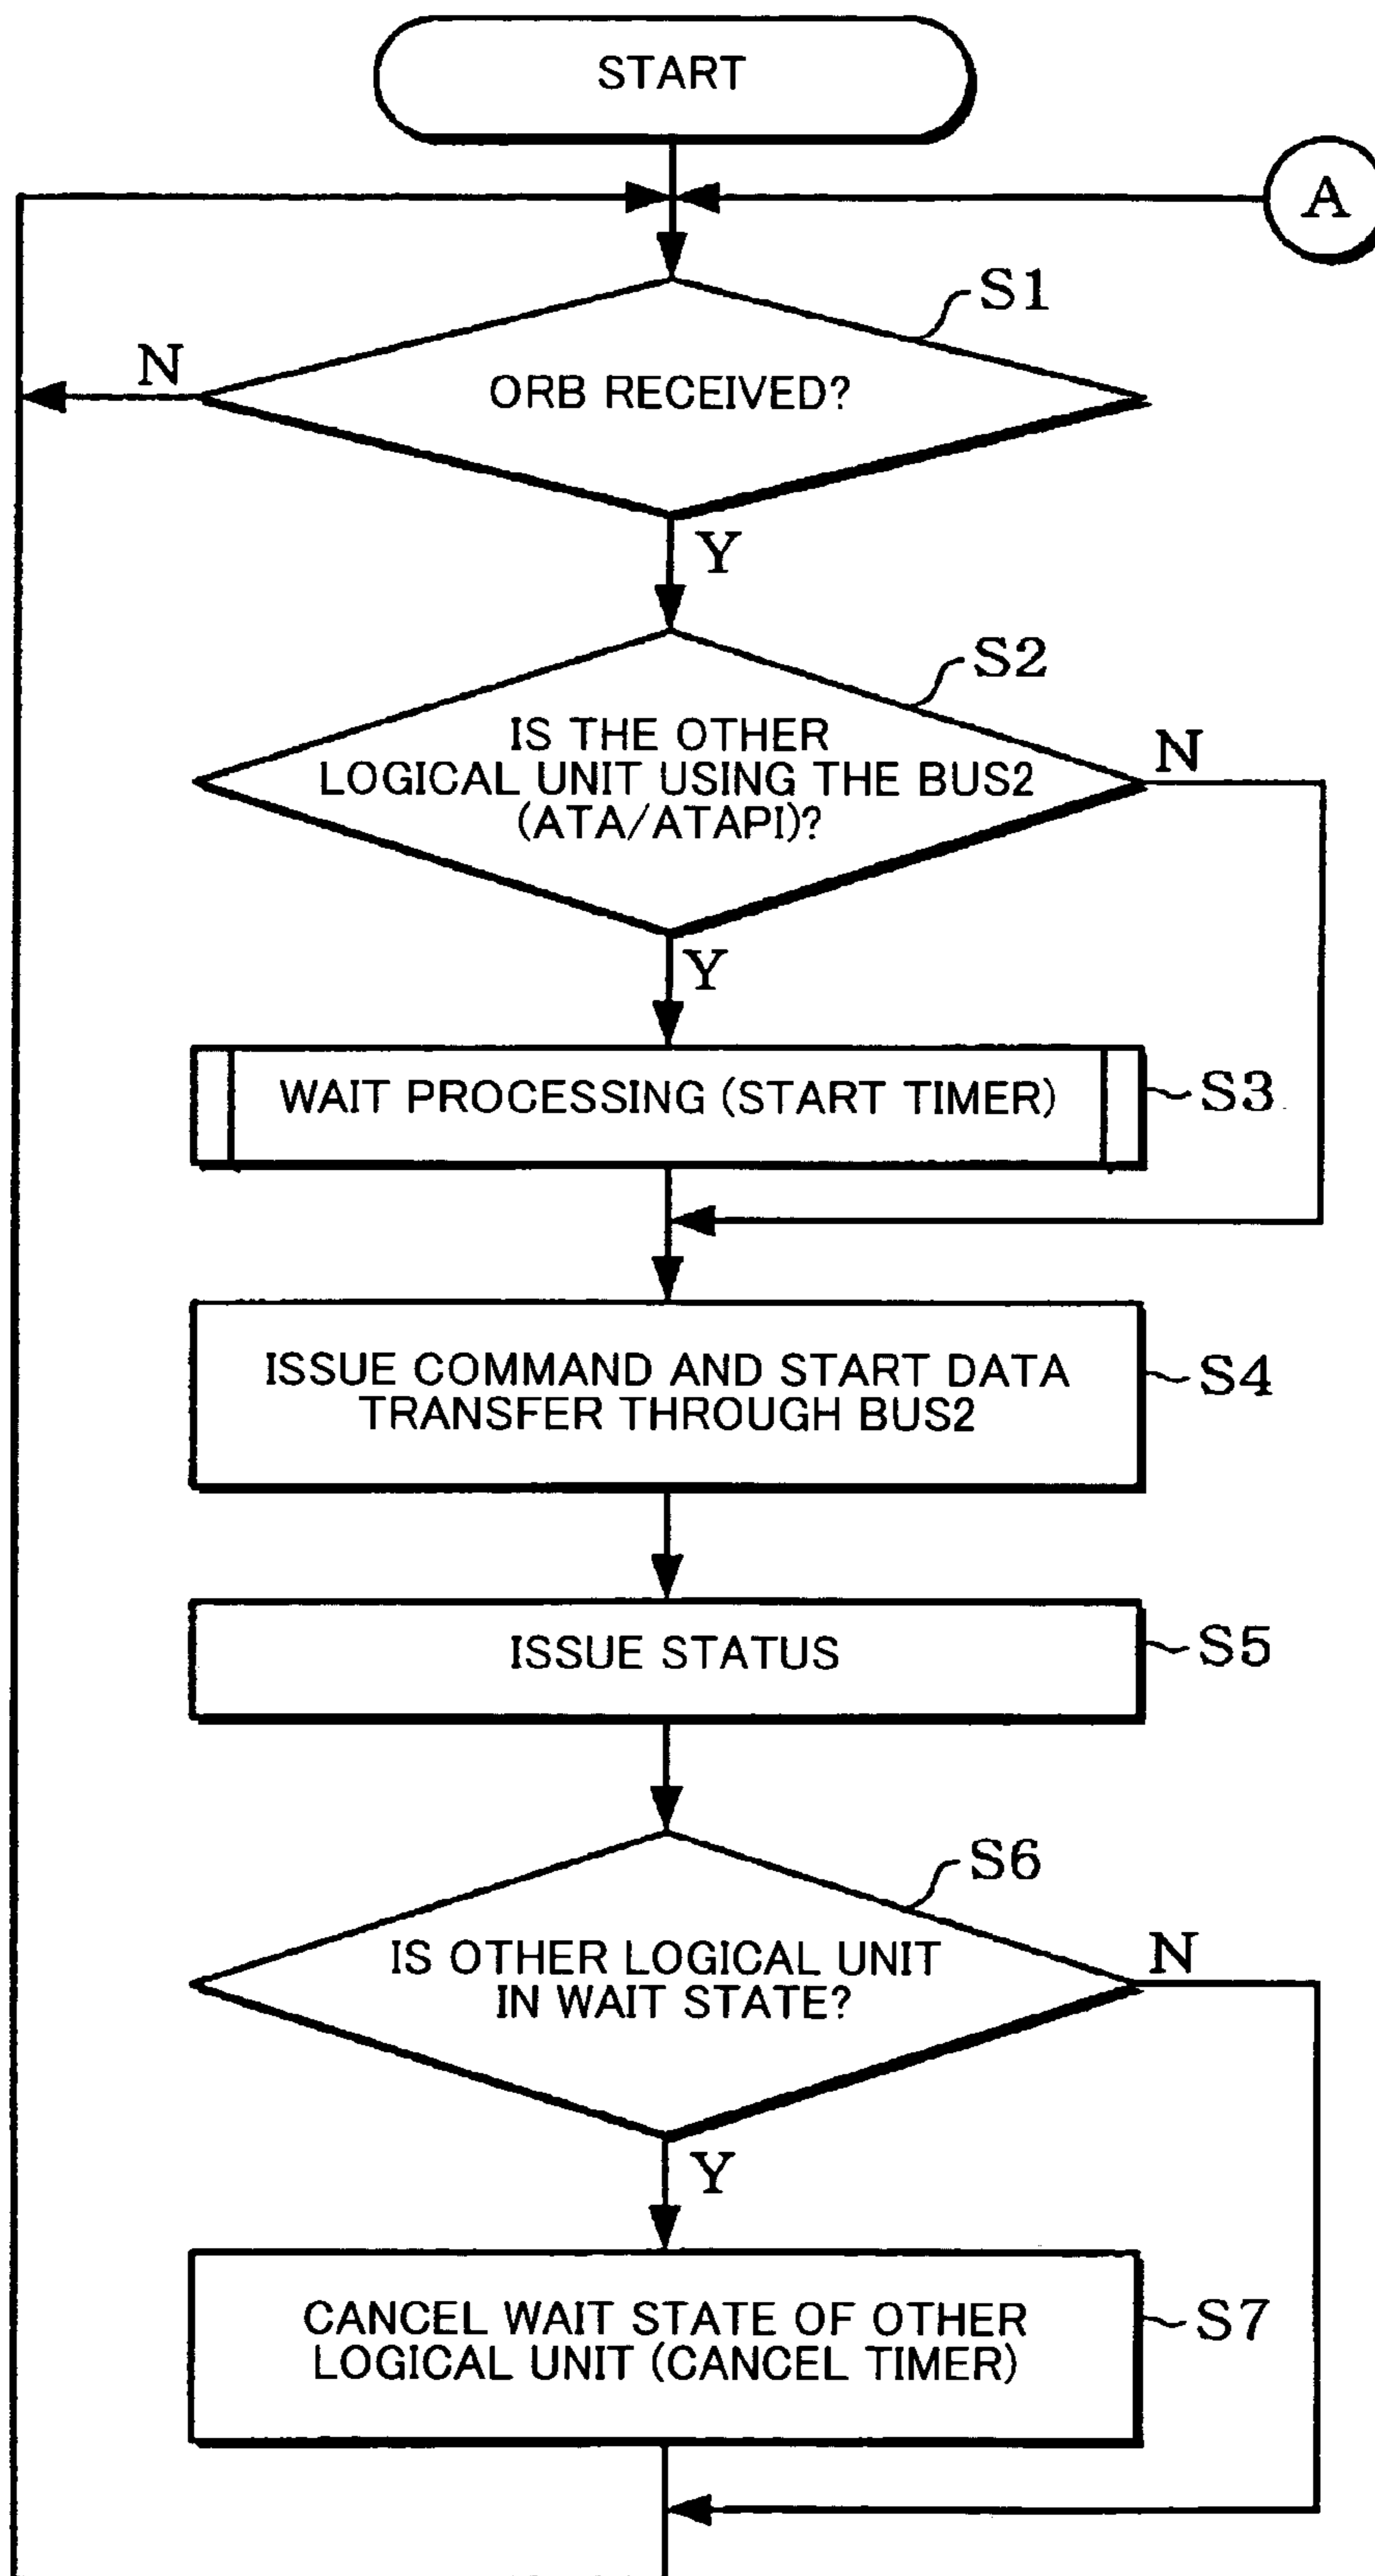 START
A
S1
ORB RECEIVED?
N
Y
S2
IS THE OTHER
LOGICAL UNIT USING THE BUS2
(ATA/ATAPI)?
N
Y
WAIT PROCESSING (START TIMER)
S3
ISSUE COMMAND AND START DATA
TRANSFER THROUGH BUS2
S4
ISSUE STATUS
S5
S6
IS OTHER LOGICAL UNIT
IN WAIT STATE?
N
Y
CANCEL WAIT STATE OF OTHER
LOGICAL UNIT (CANCEL TIMER)
S7